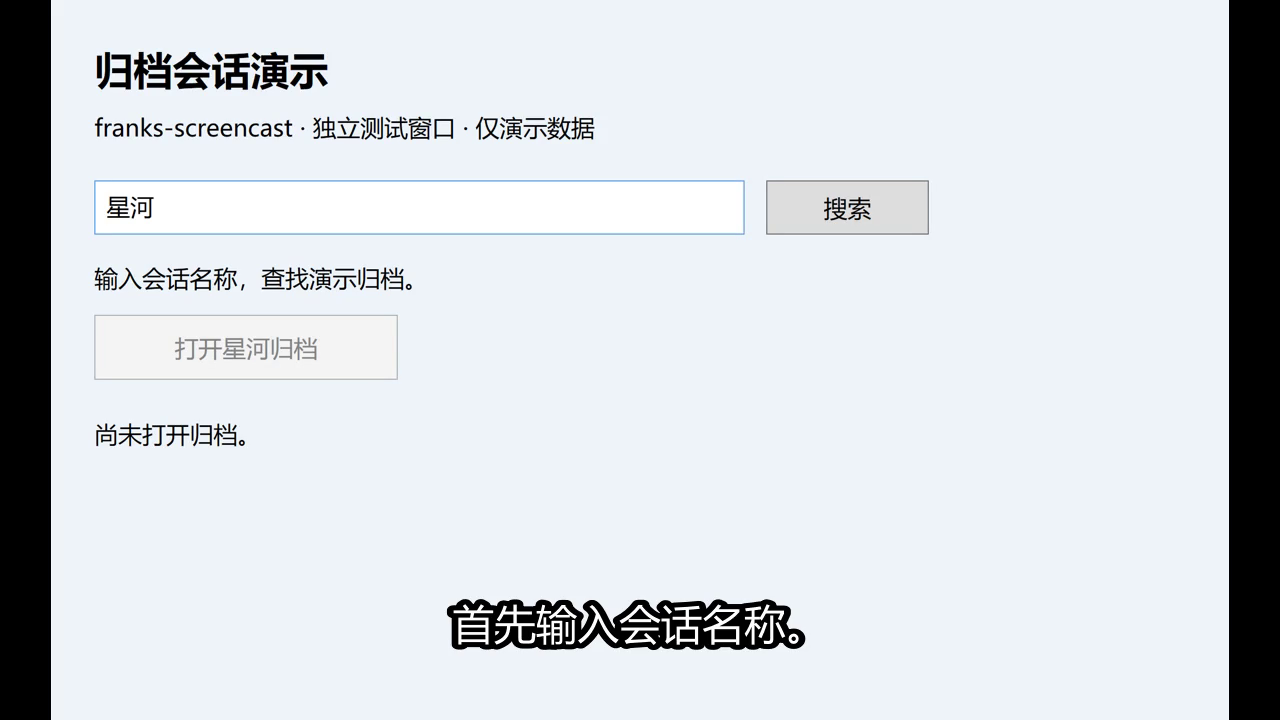 归档会话演示
franks-screencast · 独立测试窗口 · 仅演示数据
星河
搜索
输入会话名称，查找演示归档。
打开星河归档
尚未打开归档。
首先输入会话名称。